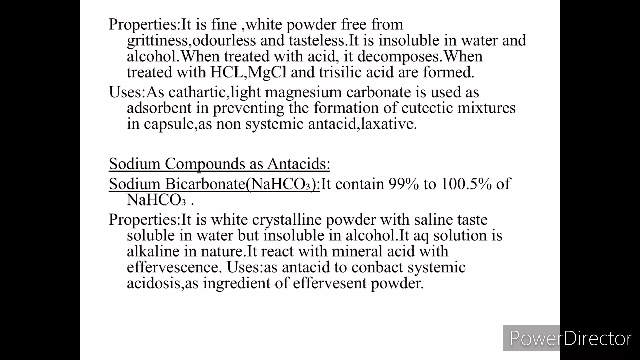 Properties:It is fine ,white powder free from
grittiness,odourless and tasteless.It is insoluble in water and
alcohol.When treated with acid, it decomposes.When
treated with HCL,MgCl and trisilic acid are formed.
Uses:As cathartic,light magnesium carbonate is used as
adsorbent in preventing the formation of eutectic mixtures
in capsule,as non systemic antacid,laxative.
Sodium Compounds as Antacids:
Sodium Bicarbonate(NaHCO₃):It contain 99% to 100.5% of
NaHCO₃ .
Properties:It is white crystalline powder with saline taste
soluble in water but insoluble in alcohol.It aq solution is
alkaline in nature.It react with mineral acid with
effervescence. Uses:as antacid to conbact systemic
acidosis,as ingredient of effervesent powder.
PowerDirector